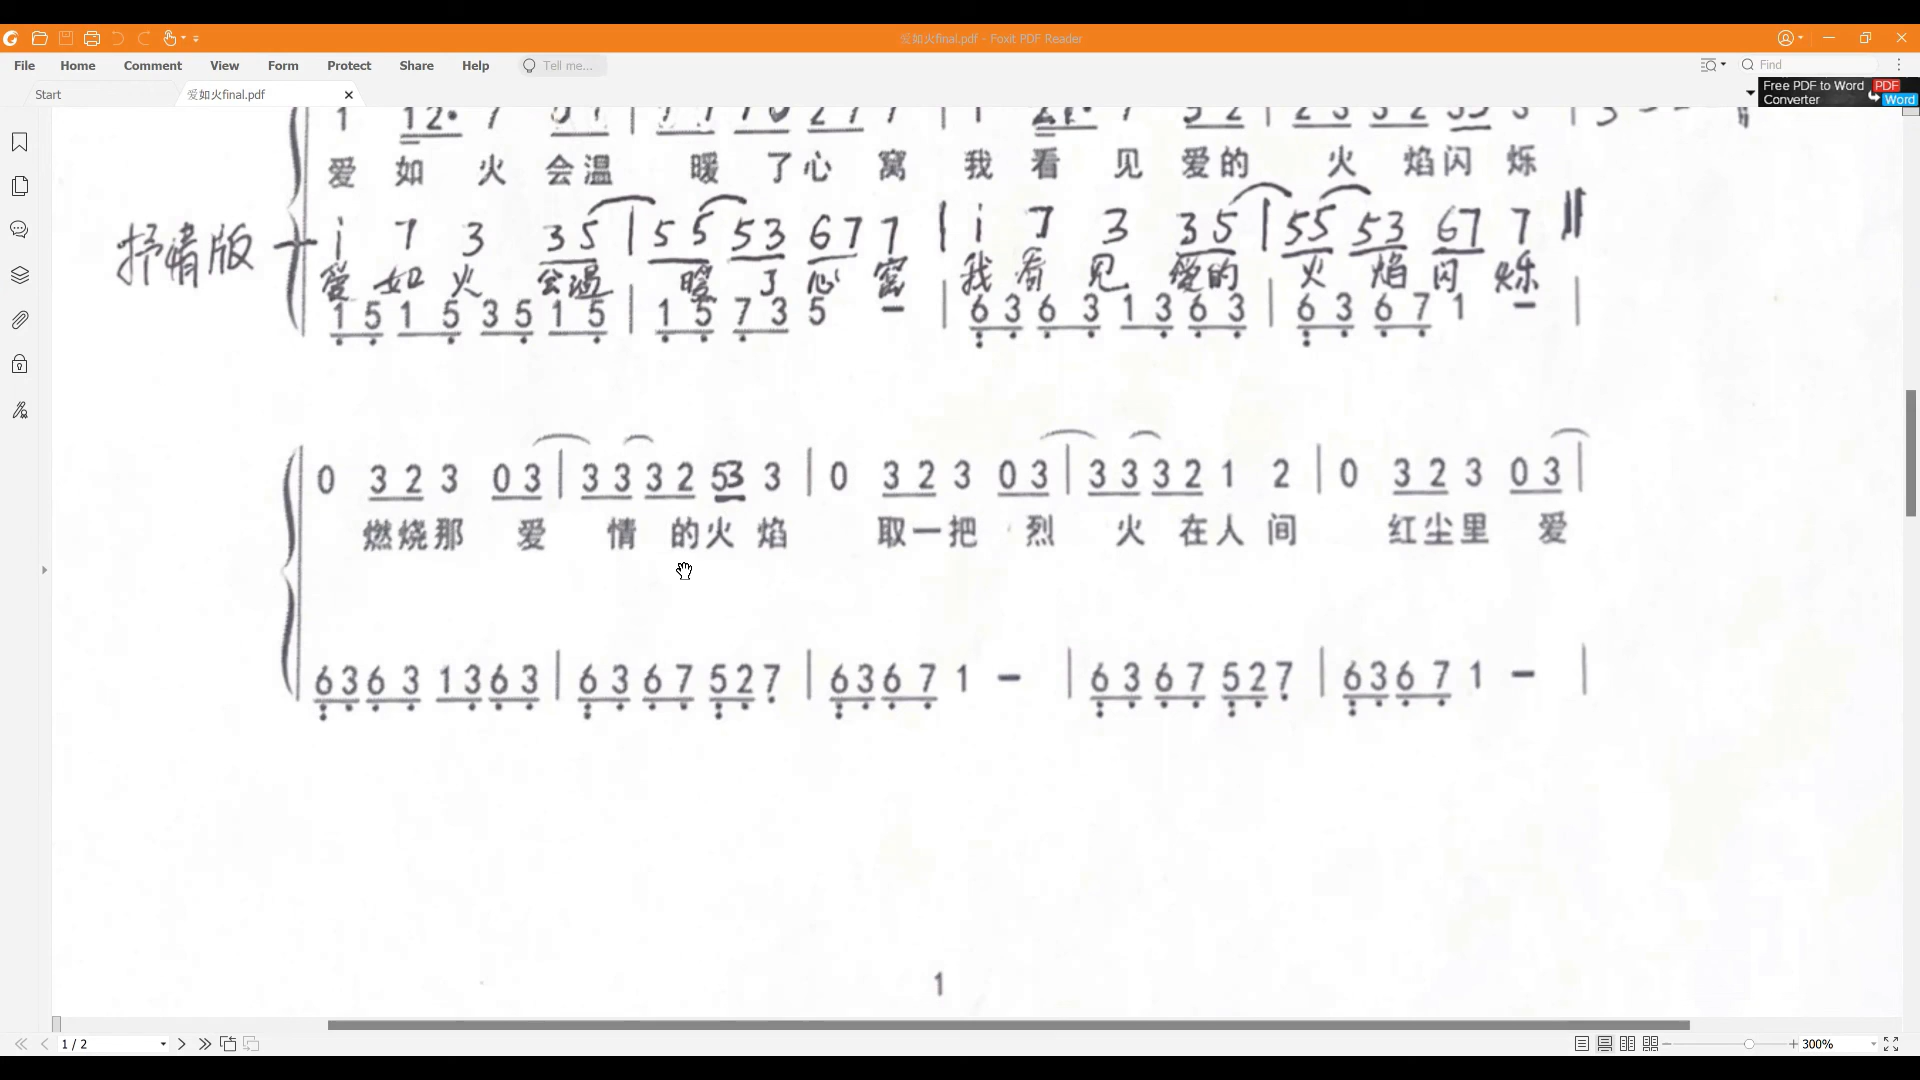 爱如火final.pdf - Foxit PDF Reader
File Home Comment View Form Protect Share Help Tell me... Find
Start 爱如火final.pdf
Free PDF to Word Converter PDF Word
爱 如 火 会温 暖 了心 窝 我 看 见 爱的 火 焰闪 烁
抒情版
i 7 3 3 5 | 5 5 5 3 6 7 7 | i 7 3 3 5 | 5 5 5 3 6 7 7
爱 如 火 会温 暖 了 心 窝 我 看 见 爱的 火 焰 闪 烁
1 5 1 5 3 5 1 5 | 1 5 7 3 5 – | 6 3 6 3 1 3 6 3 | 6 3 6 7 1 – |
0 3 2 3 0 3 | 3 3 3 2 53 3 | 0 3 2 3 0 3 | 3 3 3 2 1 2 | 0 3 2 3 0 3 |
燃烧那 爱 情 的火 焰 取一把 烈 火 在人 间 红尘里 爱
6 3 6 3 1 3 6 3 | 6 3 6 7 5 2 7 | 6 3 6 7 1 – | 6 3 6 7 5 2 7 | 6 3 6 7 1 – |
1
1 / 2
300%